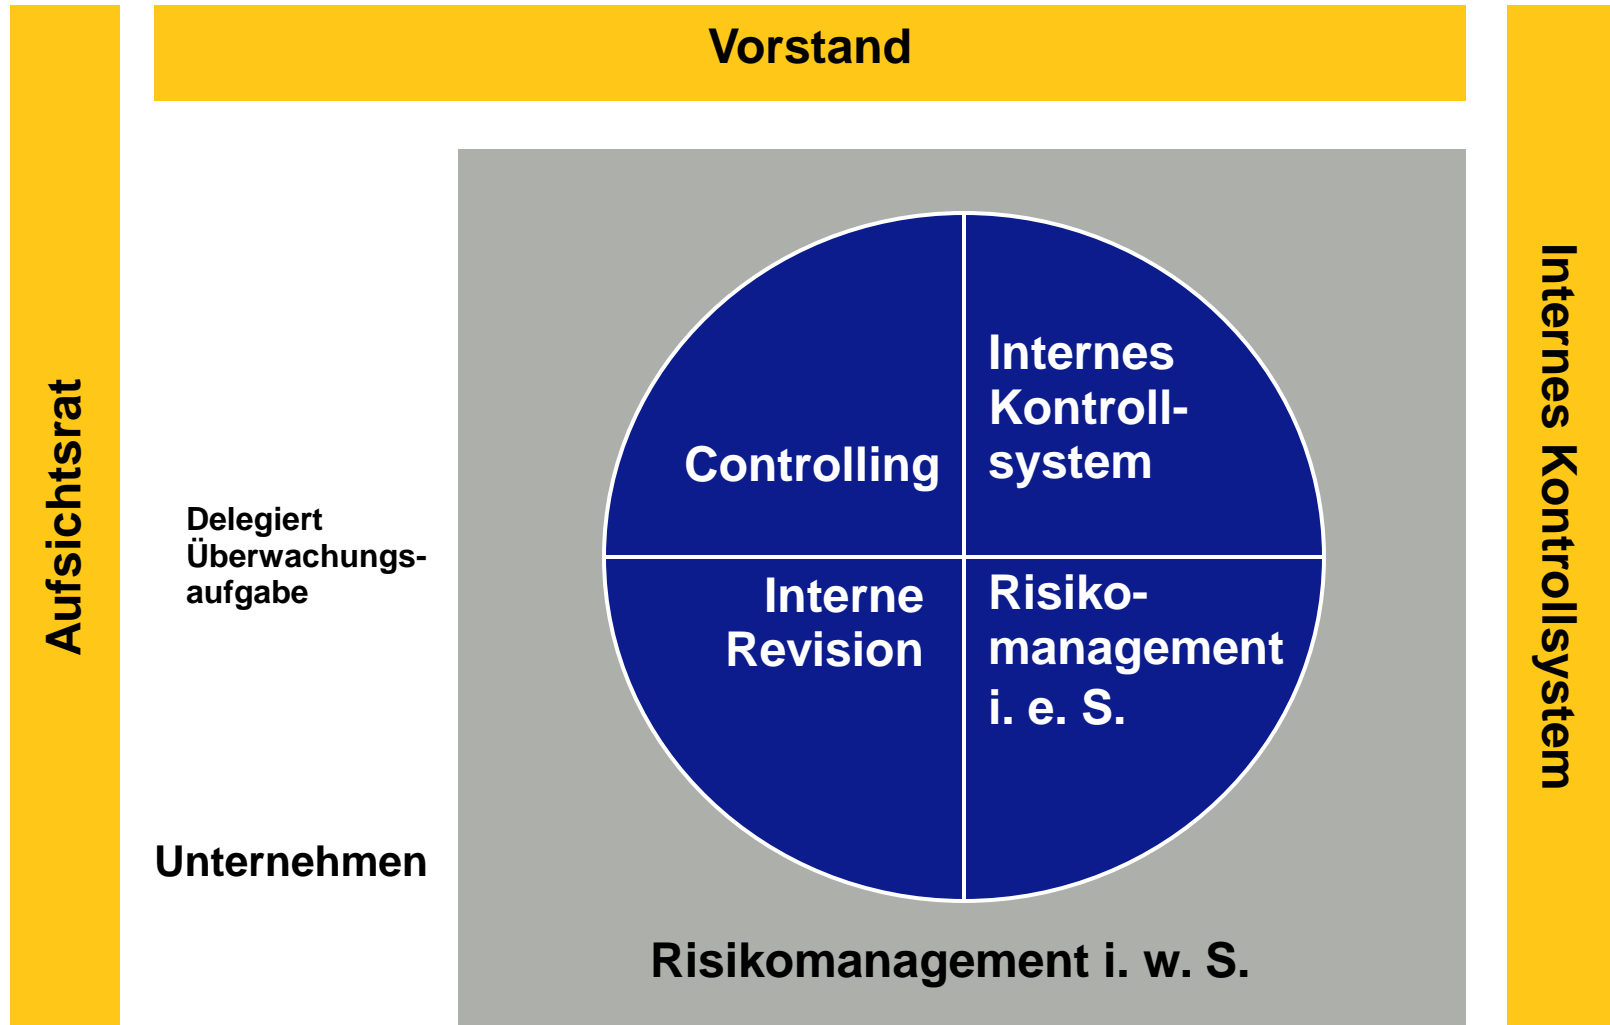 Vorstand
Aufsichtsrat
Delegiert
Überwachungs-
aufgabe
Unternehmen
Controlling
Internes
Kontroll-
system
Interne
Revision
Risiko-
management
i. e. S.
Risikomanagement i. w. S.
Internes Kontrollsystem